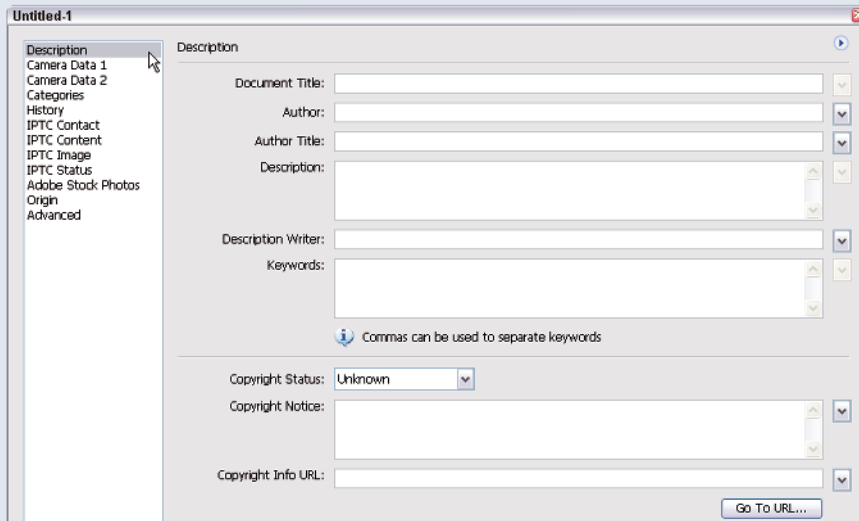 Untitled-1
Description
Camera Data 1
Camera Data 2
Categories
History
IPTC Contact
IPTC Content
IPTC Image
IPTC Status
Adobe Stock Photos
Origin
Advanced
Description
Document Title:
Author:
Author Title:
Description:
Description Writer:
Keywords:
Commas can be used to separate keywords
Copyright Status: Unknown
Copyright Notice:
Copyright Info URL:
Go To URL...